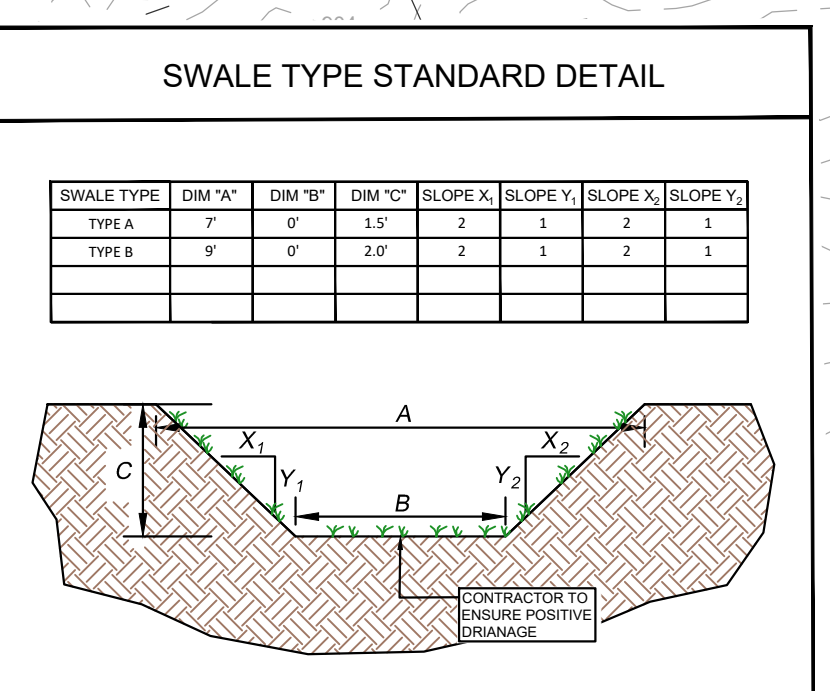 SWALE TYPE STANDARD DETAIL
SWALE TYPE DIM "A" DIM "B" DIM "C" SLOPE X₁ SLOPE Y₁ SLOPE X₂ SLOPE Y₂
TYPE A 7' 0' 1.5' 2 1 2 1
TYPE B 9' 0' 2.0' 2 1 2 1
A
X₁ X₂
C Y₁ Y₂
B
CONTRACTOR TO
ENSURE POSITIVE
DRIANAGE